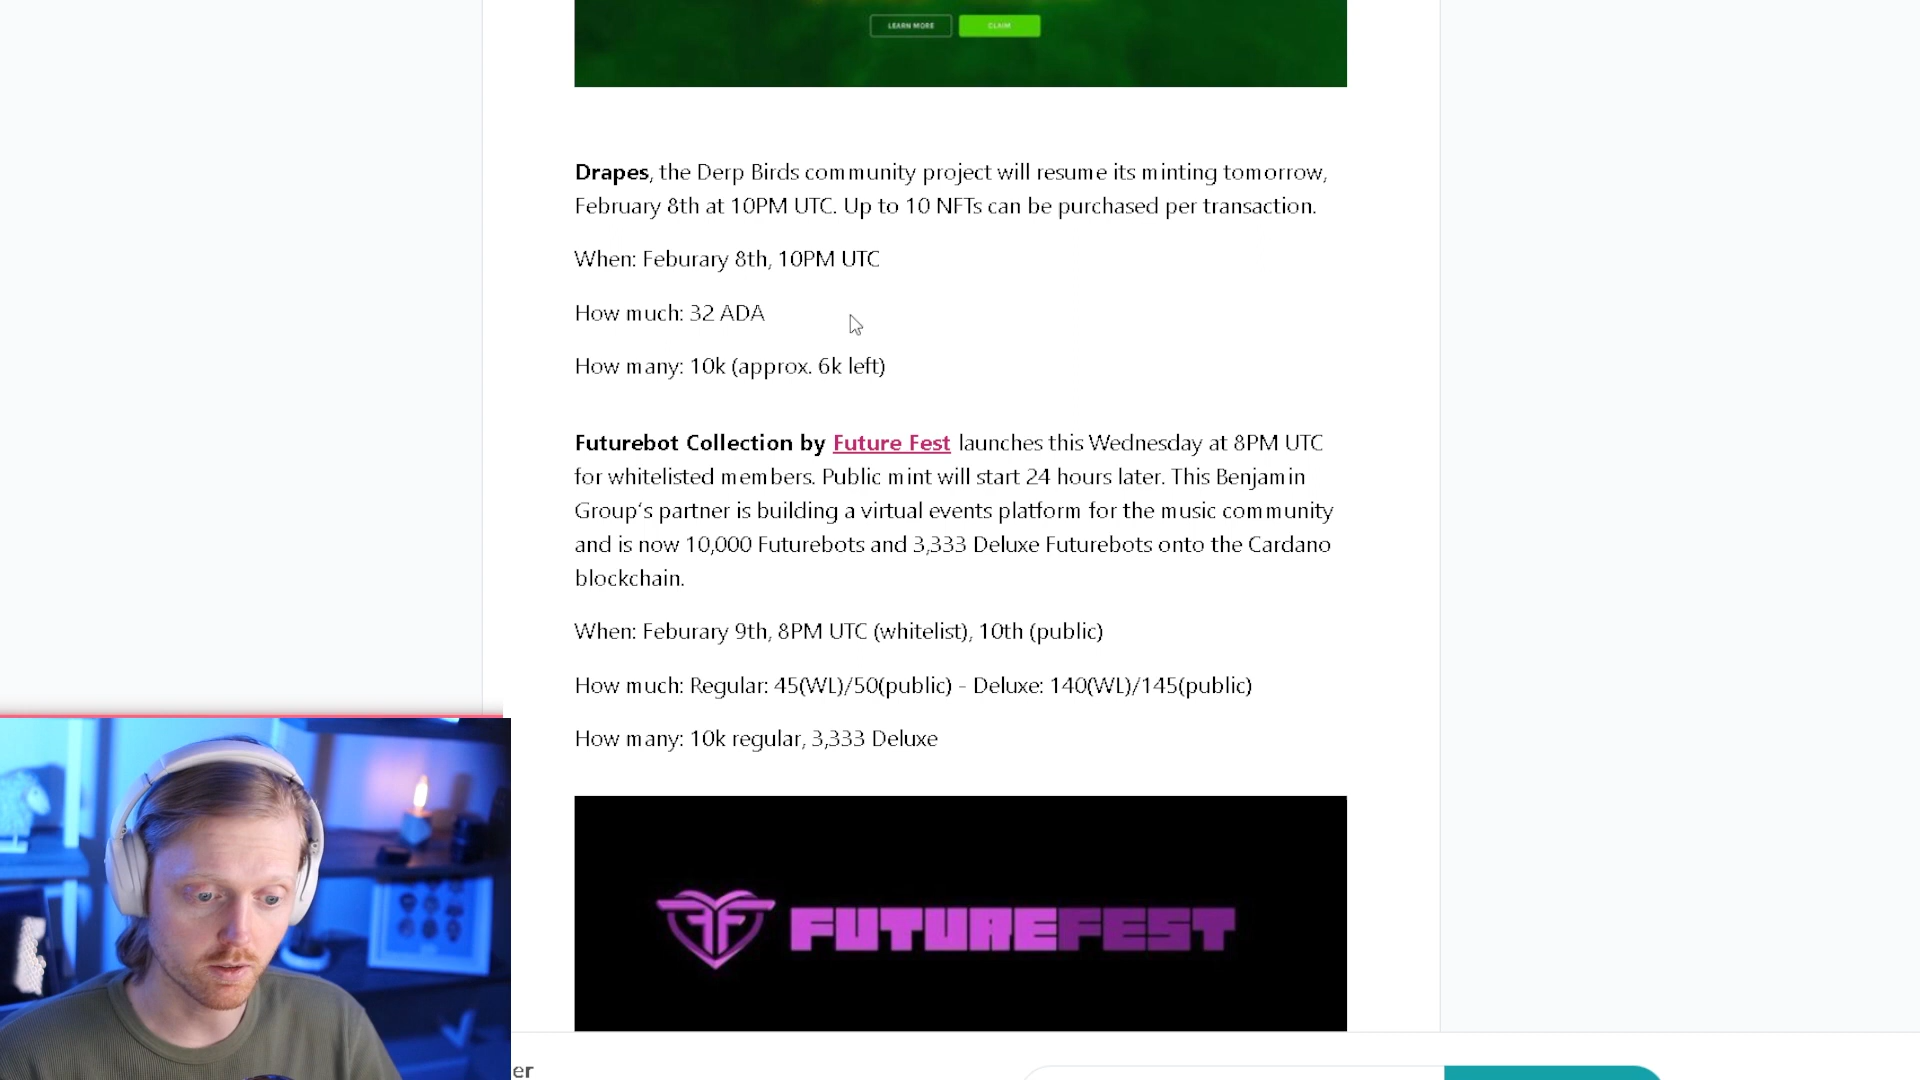 LEARN MORE
CLAIM
Drapes, the Derp Birds community project will resume its minting tomorrow,
February 8th at 10PM UTC. Up to 10 NFTs can be purchased per transaction.
When: Feburary 8th, 10PM UTC
How much: 32 ADA
How many: 10k (approx. 6k left)
Futurebot Collection by Future Fest launches this Wednesday at 8PM UTC
for whitelisted members. Public mint will start 24 hours later. This Benjamin
Group's partner is building a virtual events platform for the music community
and is now 10,000 Futurebots and 3,333 Deluxe Futurebots onto the Cardano
blockchain.
When: Feburary 9th, 8PM UTC (whitelist), 10th (public)
How much: Regular: 45(WL)/50(public) - Deluxe: 140(WL)/145(public)
How many: 10k regular, 3,333 Deluxe
FUTUREFEST
er